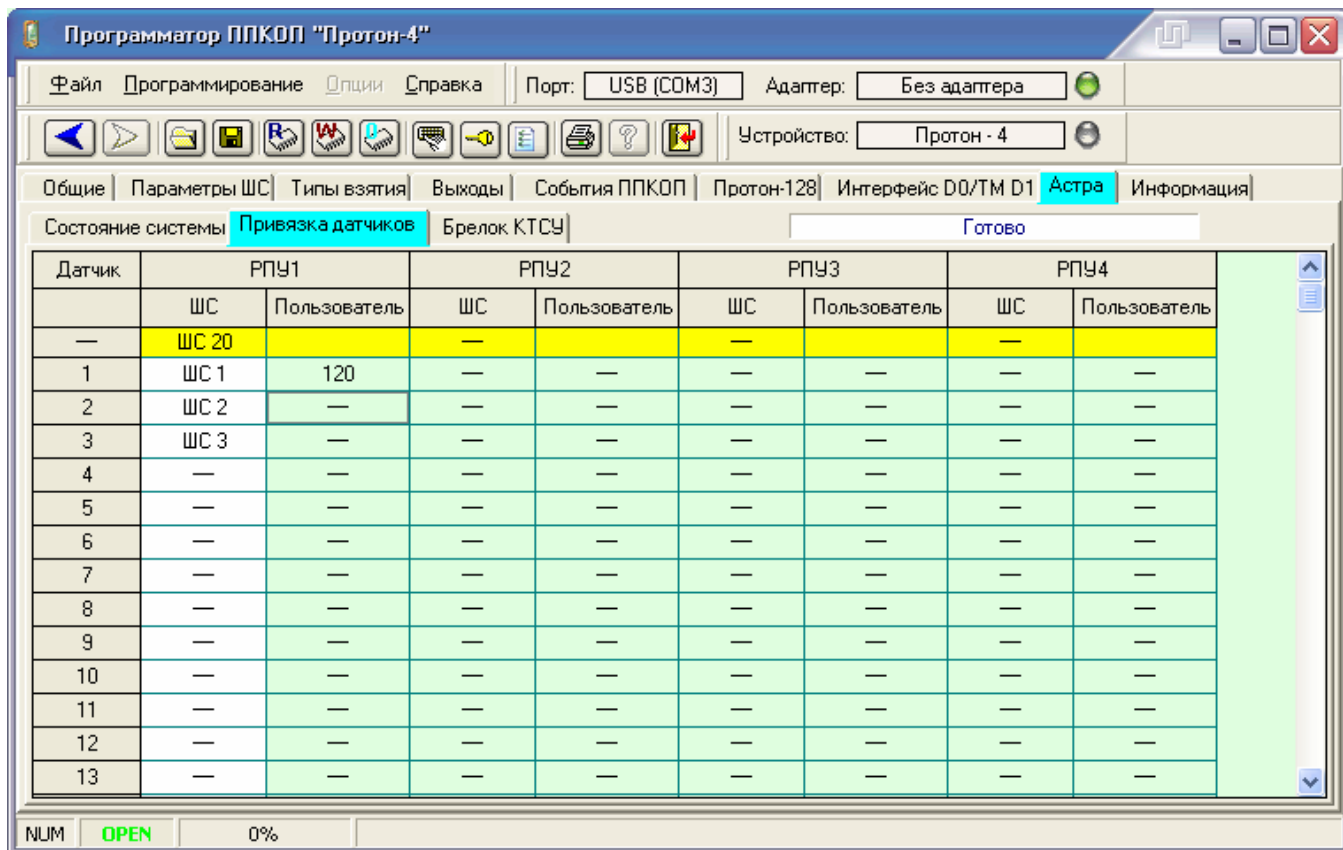 Программатор ППКОП "Протон-4"
Файл Программирование Опции Справка Порт: USB (COM3) Адаптер: Без адаптера
Устройство: Протон - 4
Общие Параметры ШС Типы взятия Выходы События ППКОП Протон-128 Интерфейс D0/TM D1 Астра Информация
Состояние системы Привязка датчиков Брелок КТСУ Готово
Датчик РПУ1 РПУ2 РПУ3 РПУ4
ШС Пользователь ШС Пользователь ШС Пользователь ШС Пользователь
— ШС 20 — — —
1 ШС 1 120 — — — — — —
2 ШС 2 — — — — — — —
3 ШС 3 — — — — — — —
4 — — — — — — — —
5 — — — — — — — —
6 — — — — — — — —
7 — — — — — — — —
8 — — — — — — — —
9 — — — — — — — —
10 — — — — — — — —
11 — — — — — — — —
12 — — — — — — — —
13 — — — — — — — —
NUM OPEN 0%